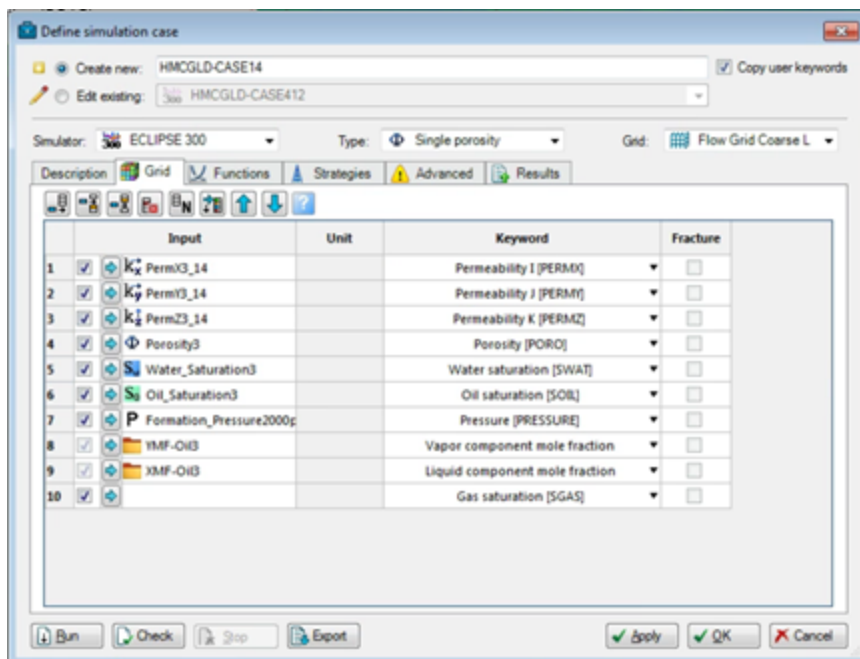 Define simulation case
Create new: HMCGLD-CASE14 Copy user keywords
Edit existing: HMCGLD-CASE412
Simulator: ECLIPSE 300 Type: Single porosity Grid: Flow Grid Coarse L
Description Grid Functions Strategies Advanced Results
Input Unit Keyword Fracture
1 PermX3_14 Permeability I [PERMX]
2 PermY3_14 Permeability J [PERMY]
3 PermZ3_14 Permeability K [PERMZ]
4 Porosity3 Porosity [PORO]
5 Water_Saturation3 Water saturation [SWAT]
6 Oil_Saturation3 Oil saturation [SOIL]
7 P Formation_Pressure2000p Pressure [PRESSURE]
8 YMF-Oil3 Vapor component mole fraction
9 XMF-Oil3 Liquid component mole fraction
10 Gas saturation [SGAS]
Run Check Stop Export Apply OK Cancel